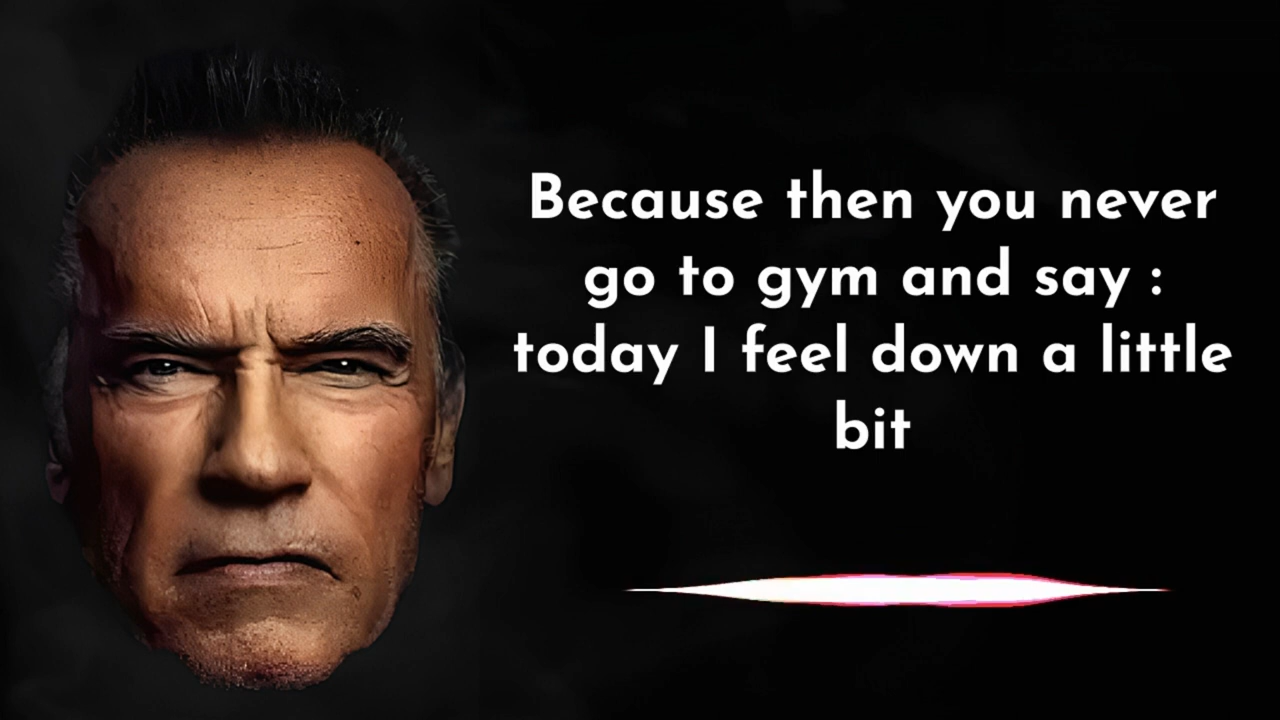 Because then you never
go to gym and say :
today I feel down a little
bit